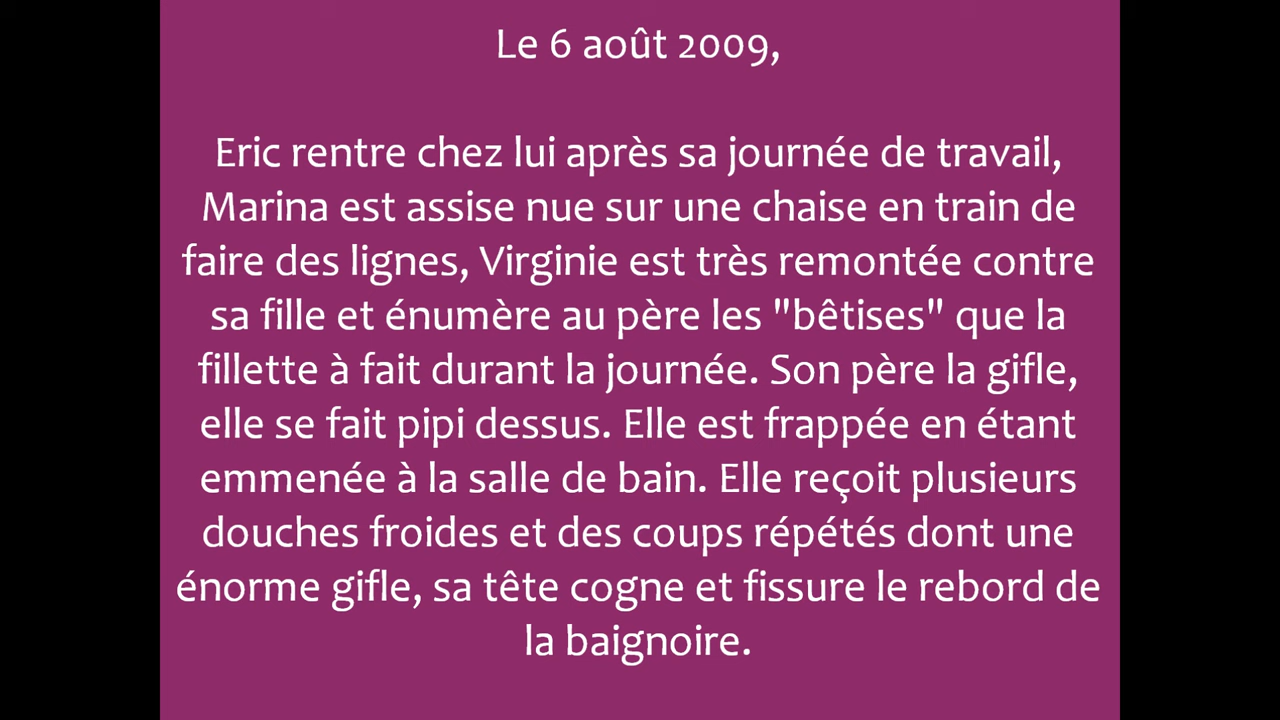 Le 6 août 2009,
Eric rentre chez lui après sa journée de travail,
Marina est assise nue sur une chaise en train de
faire des lignes, Virginie est très remontée contre
sa fille et énumère au père les "bêtises" que la
fillette à fait durant la journée. Son père la gifle,
elle se fait pipi dessus. Elle est frappée en étant
emmenée à la salle de bain. Elle reçoit plusieurs
douches froides et des coups répétés dont une
énorme gifle, sa tête cogne et fissure le rebord de
la baignoire.